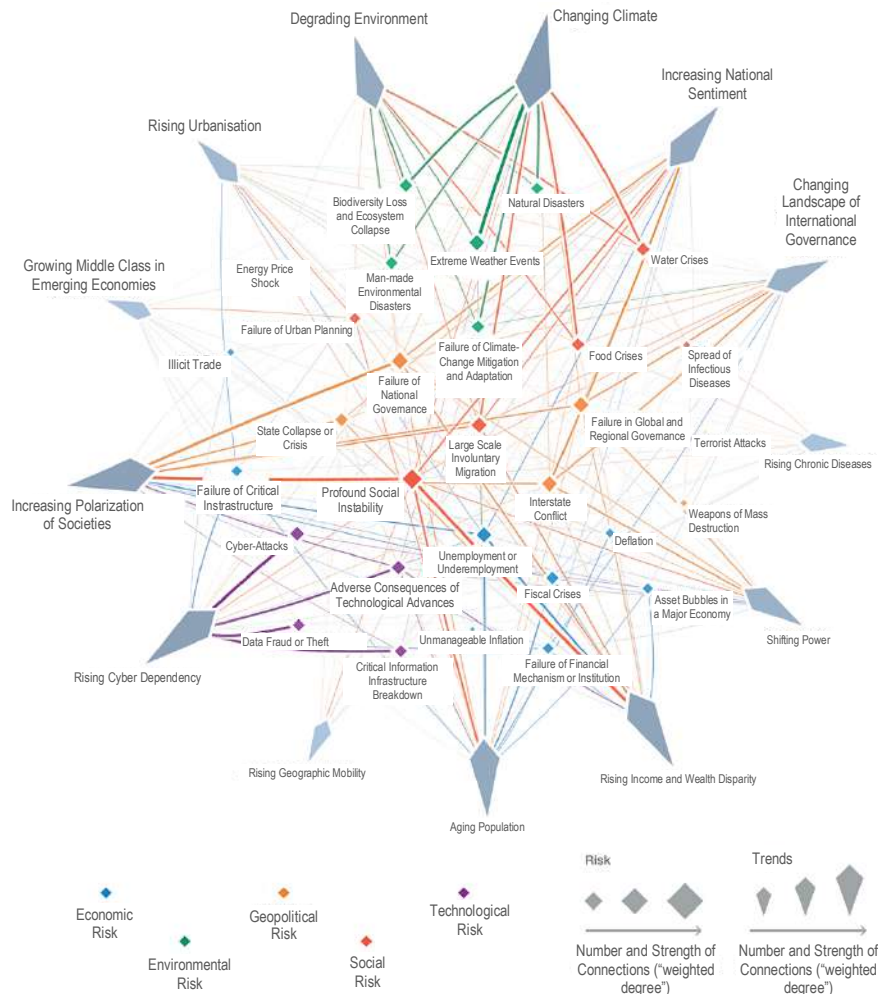 Degrading Environment
Changing Climate
Increasing National
Sentiment
Rising Urbanisation
Changing
Landscape of
International
Governance
Biodiversity Loss
and Ecosystem
Collapse
Natural Disasters
Growing Middle Class in
Emerging Economies
Energy Price
Shock
Extreme Weather Events
Water Crises
Man-made
Environmental
Disasters
Failure of Urban Planning
Illicit Trade
Failure of Climate-
Change Mitigation
and Adaptation
Food Crises
Spread of
Infectious
Diseases
Failure of
National
Governance
State Collapse or
Crisis
Large Scale
Involuntary
Migration
Failure in Global and
Regional Governance
Terrorist Attacks
Rising Chronic Diseases
Increasing Polarization
of Societies
Failure of Critical
Instrastructure
Profound Social
Instability
Interstate
Conflict
Weapons of Mass
Destruction
Cyber-Attacks
Unemployment or
Underemployment
Deflation
Adverse Consequences of
Technological Advances
Fiscal Crises
Asset Bubbles in
a Major Economy
Data Fraud or Theft
Unmanageable Inflation
Shifting Power
Critical Information
Infrastructure
Breakdown
Failure of Financial
Mechanism or Institution
Rising Cyber Dependency
Rising Geographic Mobility
Rising Income and Wealth Disparity
Aging Population
Economic
Risk
Environmental
Risk
Geopolitical
Risk
Social
Risk
Technological
Risk
Risk
Number and Strength of
Connections ("weighted
degree")
Trends
Number and Strength of
Connections ("weighted
degree")